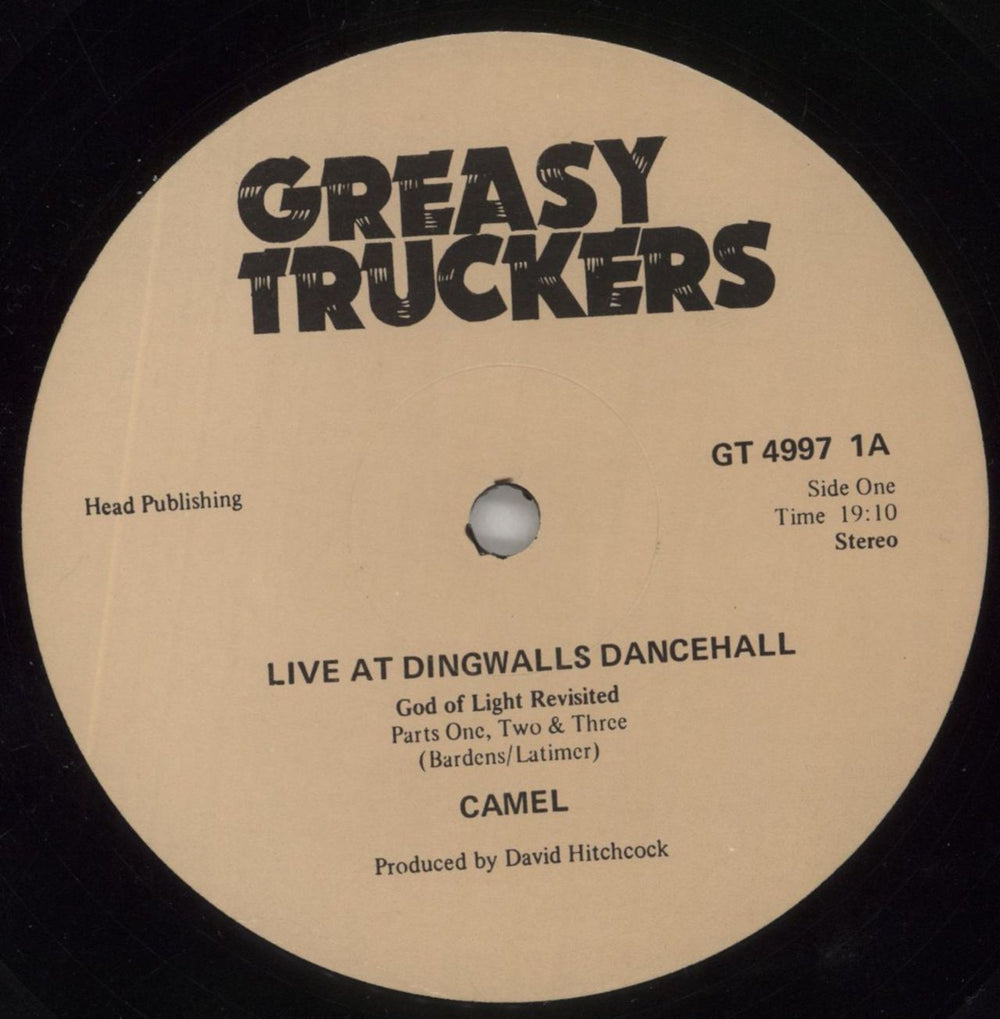 GREASY
TRUCKERS
GT 4997 1A
Head Publishing
Side One
Time 19:10
Stereo
LIVE AT DINGWALLS DANCEHALL
God of Light Revisited
Parts One, Two & Three
(Bardens/Latimer)
CAMEL
Produced by David Hitchcock